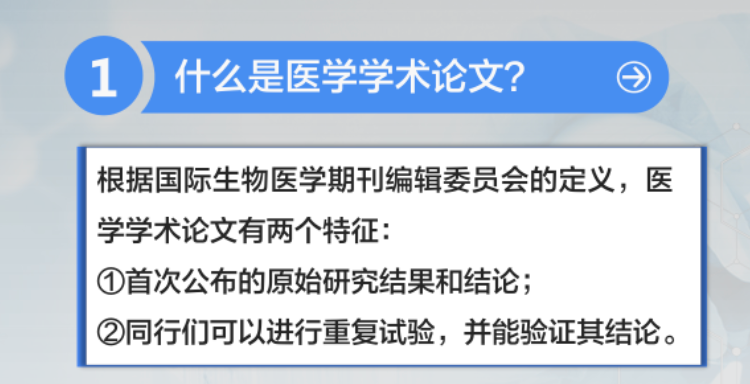 1
什么是医学学术论文？
根据国际生物医学期刊编辑委员会的定义，医
学学术论文有两个特征：
①首次公布的原始研究结果和结论；
②同行们可以进行重复试验，并能验证其结论。